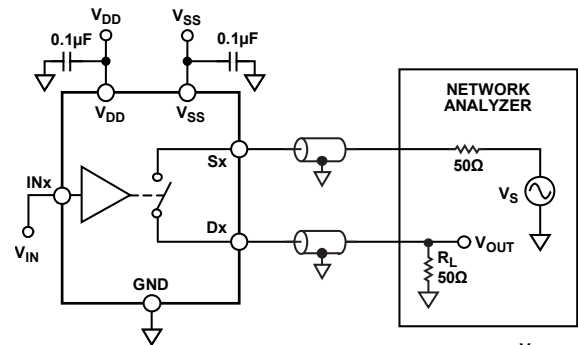 V_DD V_SS
0.1µF 0.1µF
V_DD V_SS
NETWORK
ANALYZER
Sx
50Ω
INx
V_S
Dx
V_IN
V_OUT
R_L
50Ω
GND